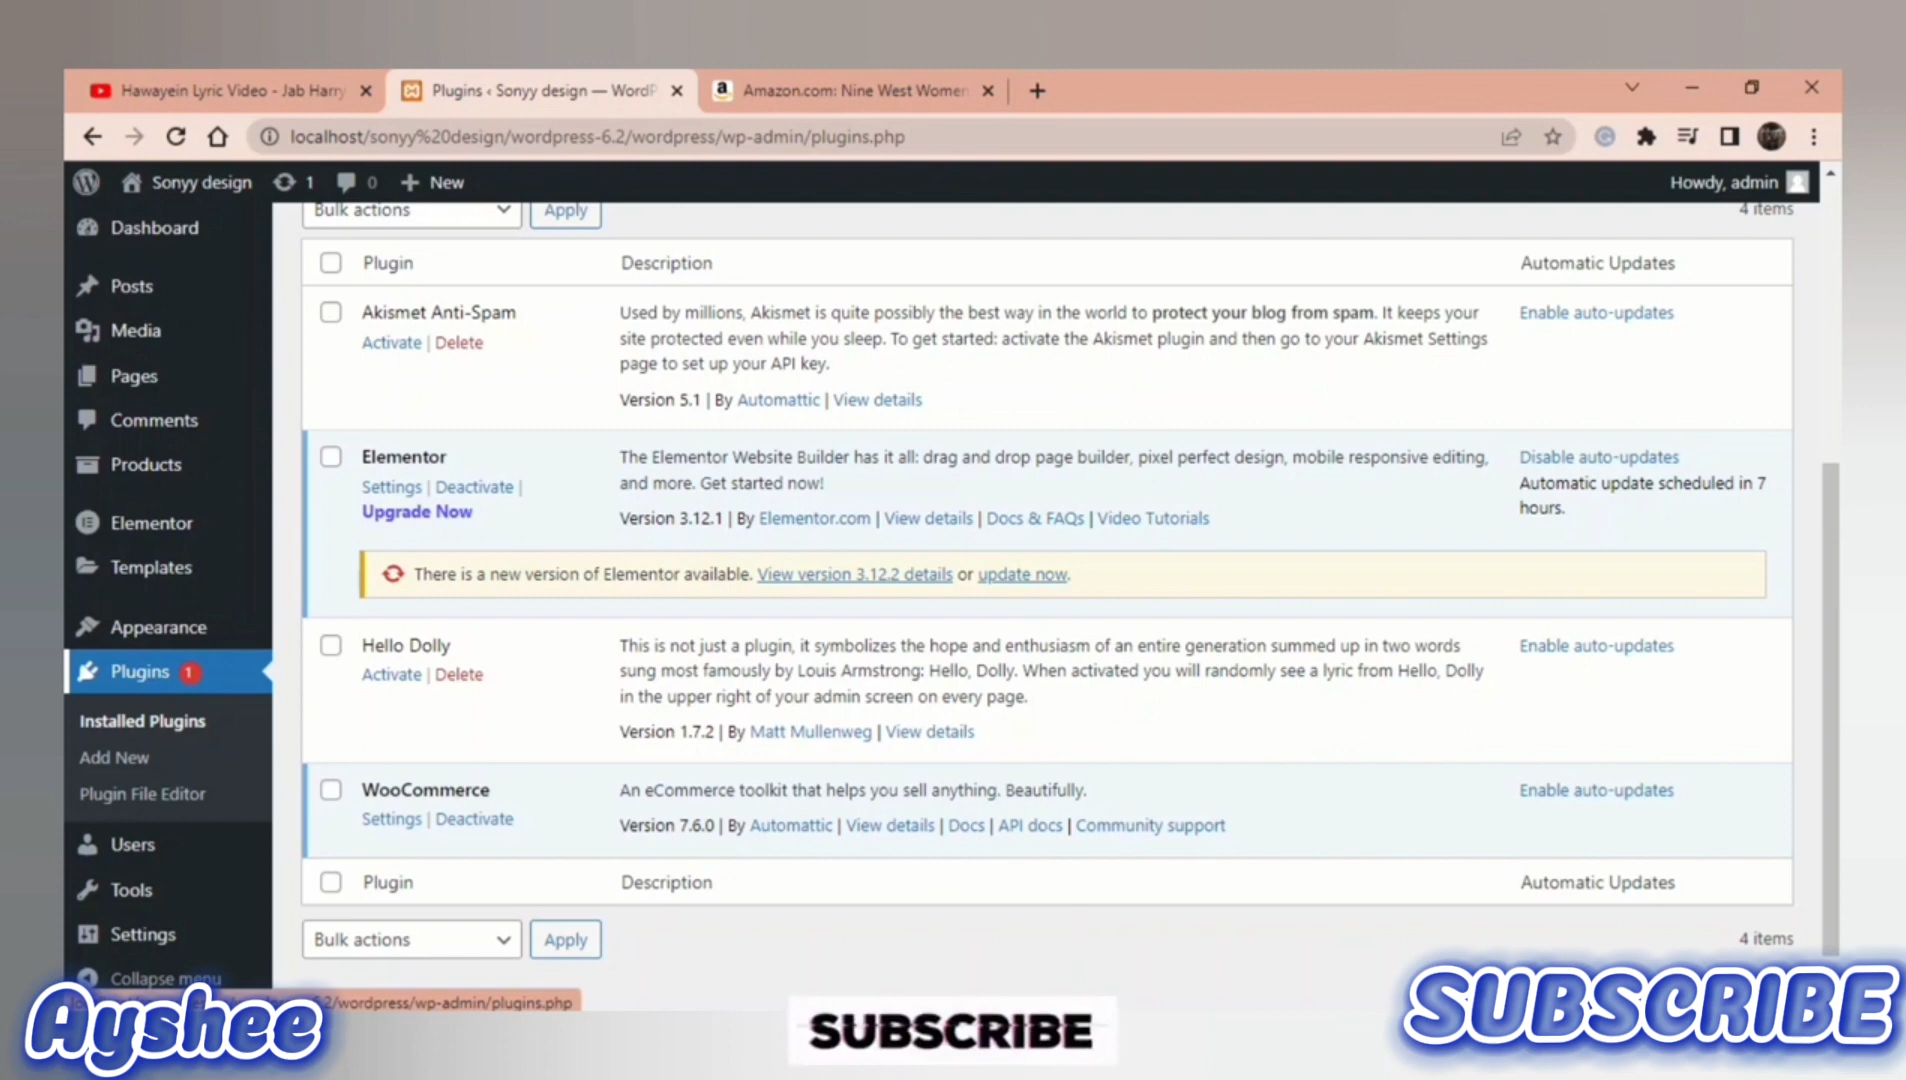 Hawayein Lyric Video - Jab Harry
Plugins ‹ Sonyy design — WordP
Amazon.com: Nine West Women
localhost/sonyy%20design/wordpress-6.2/wordpress/wp-admin/plugins.php
Sonyy design 1 0 New
Howdy, admin
Dashboard
Posts
Media
Pages
Comments
Products
Elementor
Templates
Appearance
Plugins 1
Installed Plugins
Add New
Plugin File Editor
Users
Tools
Settings
Collapse menu
Bulk actions Apply
4 items
Plugin Description Automatic Updates
Akismet Anti-Spam
Activate | Delete
Used by millions, Akismet is quite possibly the best way in the world to protect your blog from spam. It keeps your
site protected even while you sleep. To get started: activate the Akismet plugin and then go to your Akismet Settings
page to set up your API key.
Version 5.1 | By Automattic | View details
Enable auto-updates
Elementor
Settings | Deactivate |
Upgrade Now
The Elementor Website Builder has it all: drag and drop page builder, pixel perfect design, mobile responsive editing,
and more. Get started now!
Version 3.12.1 | By Elementor.com | View details | Docs & FAQs | Video Tutorials
Disable auto-updates
Automatic update scheduled in 7
hours.
There is a new version of Elementor available. View version 3.12.2 details or update now.
Hello Dolly
Activate | Delete
This is not just a plugin, it symbolizes the hope and enthusiasm of an entire generation summed up in two words
sung most famously by Louis Armstrong: Hello, Dolly. When activated you will randomly see a lyric from Hello, Dolly
in the upper right of your admin screen on every page.
Version 1.7.2 | By Matt Mullenweg | View details
Enable auto-updates
WooCommerce
Settings | Deactivate
An eCommerce toolkit that helps you sell anything. Beautifully.
Version 7.6.0 | By Automattic | View details | Docs | API docs | Community support
Enable auto-updates
Plugin Description Automatic Updates
Bulk actions Apply
4 items
6.2/wordpress/wp-admin/plugins.php
Ayshee
SUBSCRIBE
SUBSCRIBE